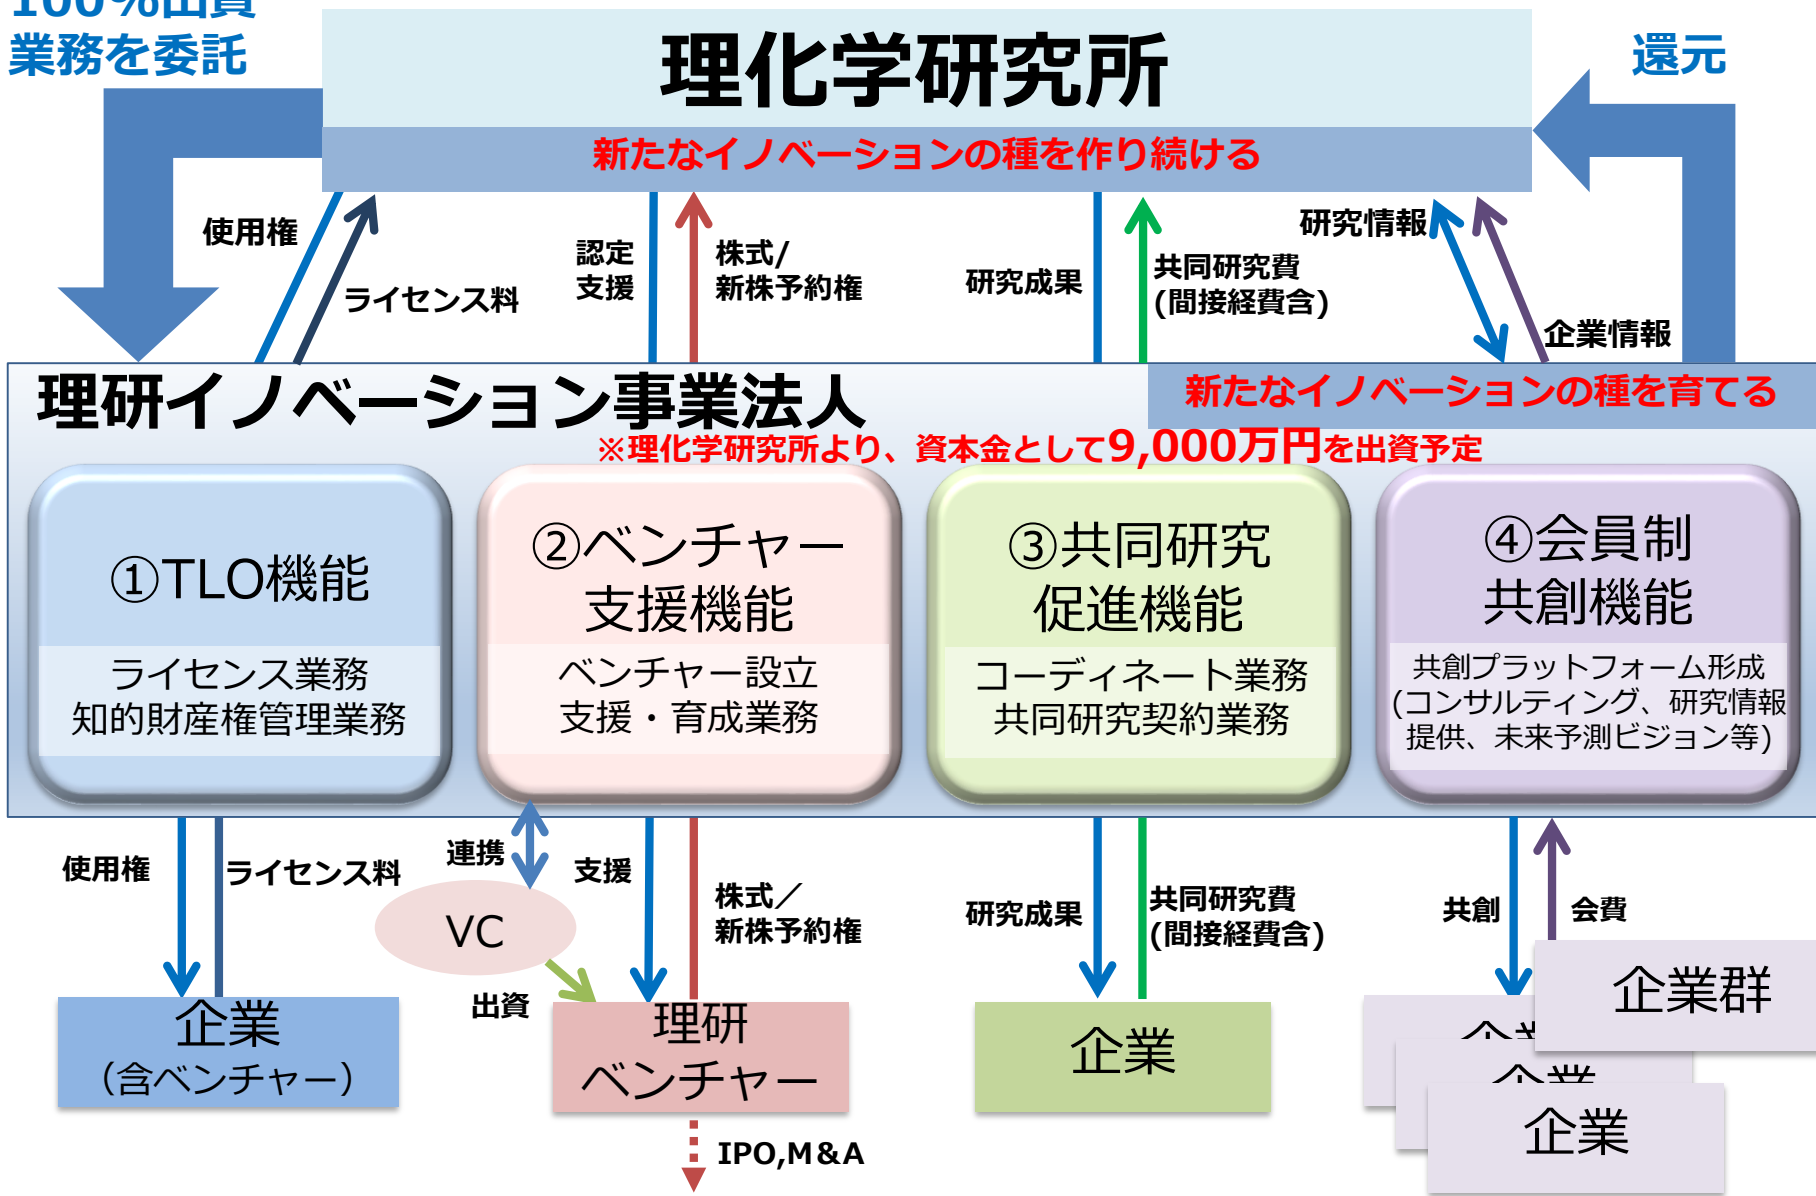 100%出資
業務を委託
理化学研究所
還元
新たなイノベーションの種を作り続ける
使用権
ライセンス料
認定
支援
株式/
新株予約権
研究成果
共同研究費
(間接経費含)
研究情報
企業情報
理研イノベーション事業法人
新たなイノベーションの種を育てる
※理化学研究所より、資本金として9,000万円を出資予定
①TLO機能
ライセンス業務
知的財産権管理業務
②ベンチャー
支援機能
ベンチャー設立
支援・育成業務
③共同研究
促進機能
コーディネート業務
共同研究契約業務
④会員制
共創機能
共創プラットフォーム形成
(コンサルティング、研究情報
提供、未来予測ビジョン等)
使用権
ライセンス料
連携
VC
出資
支援
株式／
新株予約権
研究成果
共同研究費
(間接経費含)
共創
会費
企業
（含ベンチャー）
理研
ベンチャー
IPO,M&A
企業
企業群
企業
企業
企業